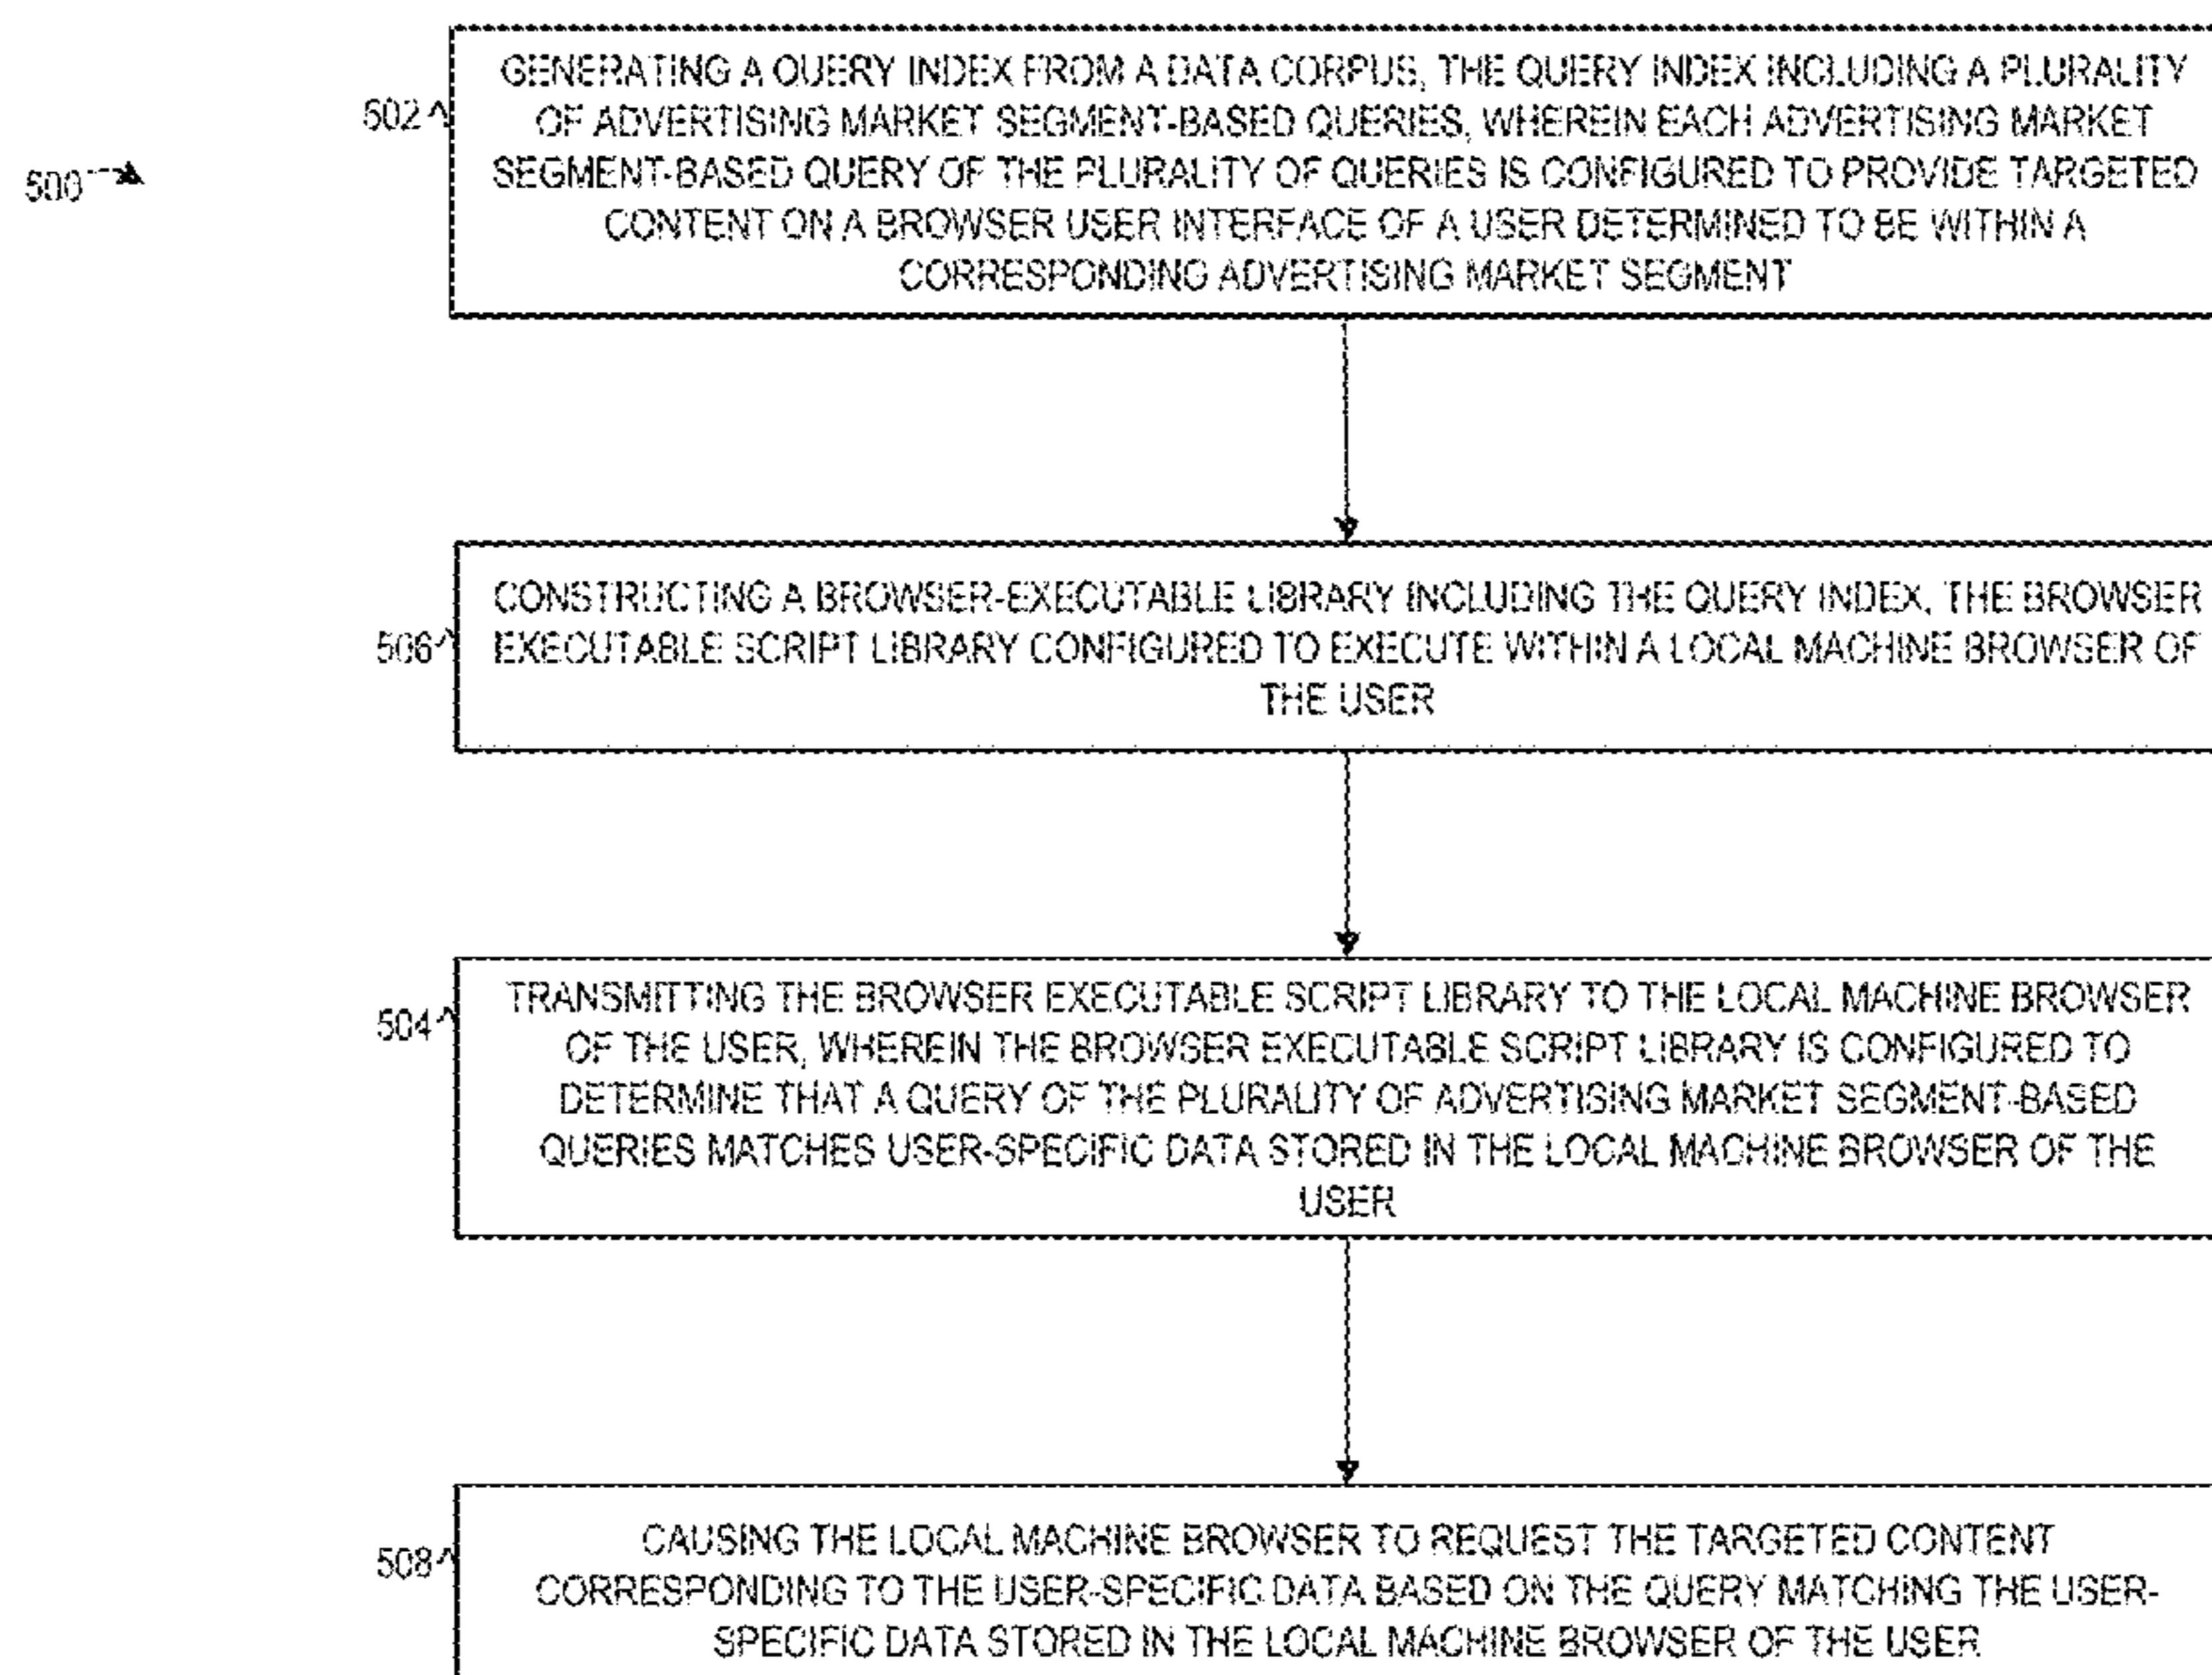 GENERATING A QUERY INDEX FROM A DATA CORPUS, THE QUERY INDEX INCLUDING A PLURALITY
502
OF ADVERTISING MARKET SEGMENT-BASED QUERIES, WHEREIN EACH ADVERTISING MARKET
500
SEGMENT-BASED QUERY OF THE PLURALITY OF QUERIES IS CONFIGURED TO PROVIDE TARGETED
CONTENT ON A BROWSER USER INTERFACE OF A USER DETERMINED TO BE WITHIN A
CORRESPONDING ADVERTISING MARKET SEGMENT
CONSTRUCTING A BROWSER-EXECUTABLE LIBRARY INCLUDING THE QUERY INDEX, THE BROWSER
506
EXECUTABLE SCRIPT LIBRARY CONFIGURED TO EXECUTE WITHIN A LOCAL MACHINE BROWSER OF
THE USER
TRANSMITTING THE BROWSER EXECUTABLE SCRIPT LIBRARY TO THE LOCAL MACHINE BROWSER
504
OF THE USER, WHEREIN THE BROWSER EXECUTABLE SCRIPT LIBRARY IS CONFIGURED TO
DETERMINE THAT A QUERY OF THE PLURALITY OF ADVERTISING MARKET SEGMENT-BASED
QUERIES MATCHES USER-SPECIFIC DATA STORED IN THE LOCAL MACHINE BROWSER OF THE
USER
CAUSING THE LOCAL MACHINE BROWSER TO REQUEST THE TARGETED CONTENT
508
CORRESPONDING TO THE USER-SPECIFIC DATA BASED ON THE QUERY MATCHING THE USER-
SPECIFIC DATA STORED IN THE LOCAL MACHINE BROWSER OF THE USER